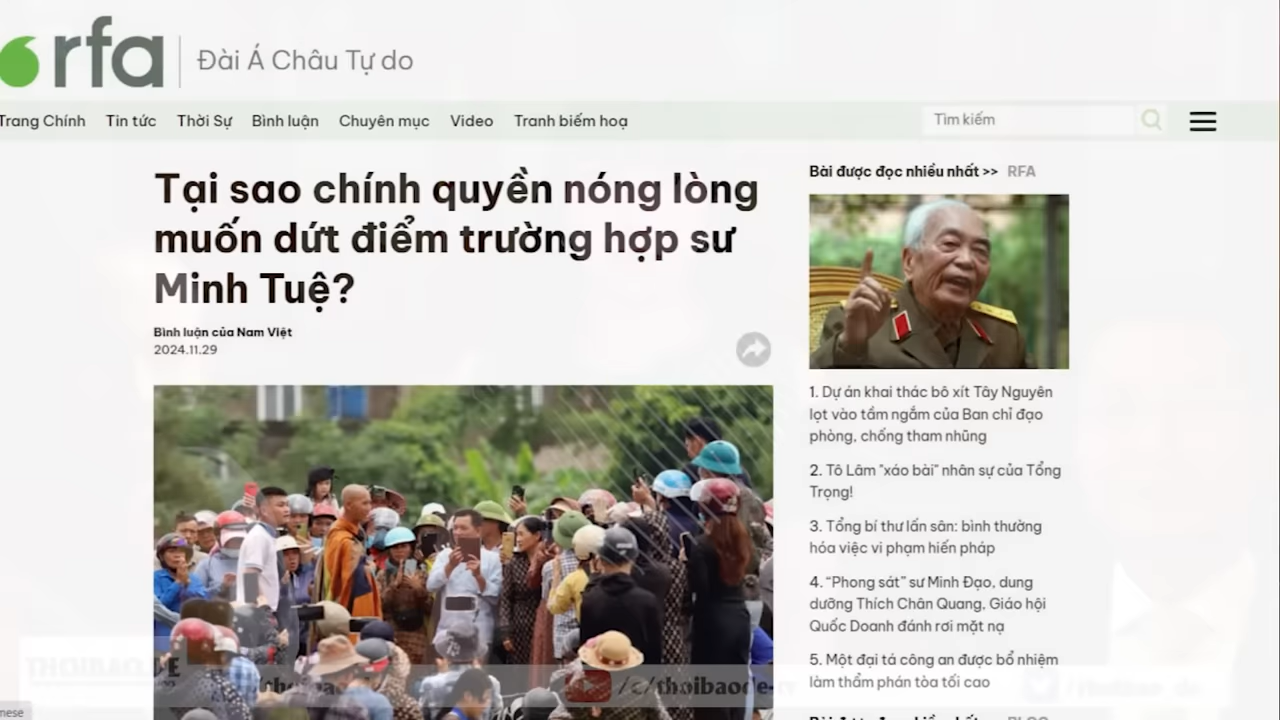 rfa
Đài Á Châu Tự do
Trang Chính Tin tức Thời Sự Bình luận Chuyên mục Video Tranh biếm hoạ
Tìm kiếm
Tại sao chính quyền nóng lòng
muốn dứt điểm trường hợp sư
Minh Tuệ?
Bình luận của Nam Việt
2024.11.29
Bài được đọc nhiều nhất >> RFA
1. Dự án khai thác bô xít Tây Nguyên
lọt vào tầm ngắm của Ban chỉ đạo
phòng, chống tham nhũng
2. Tô Lâm "xáo bài" nhân sự của Tổng
Trọng!
3. Tổng bí thư lấn sân: bình thường
hóa việc vi phạm hiến pháp
4. “Phong sát” sư Minh Đạo, dung
dưỡng Thích Chân Quang, Giáo hội
Quốc Doanh đánh rơi mặt nạ
5. Một đại tá công an được bổ nhiệm
làm thẩm phán tòa tối cao
THOIBAO.DE
/c/thoibaode-tv